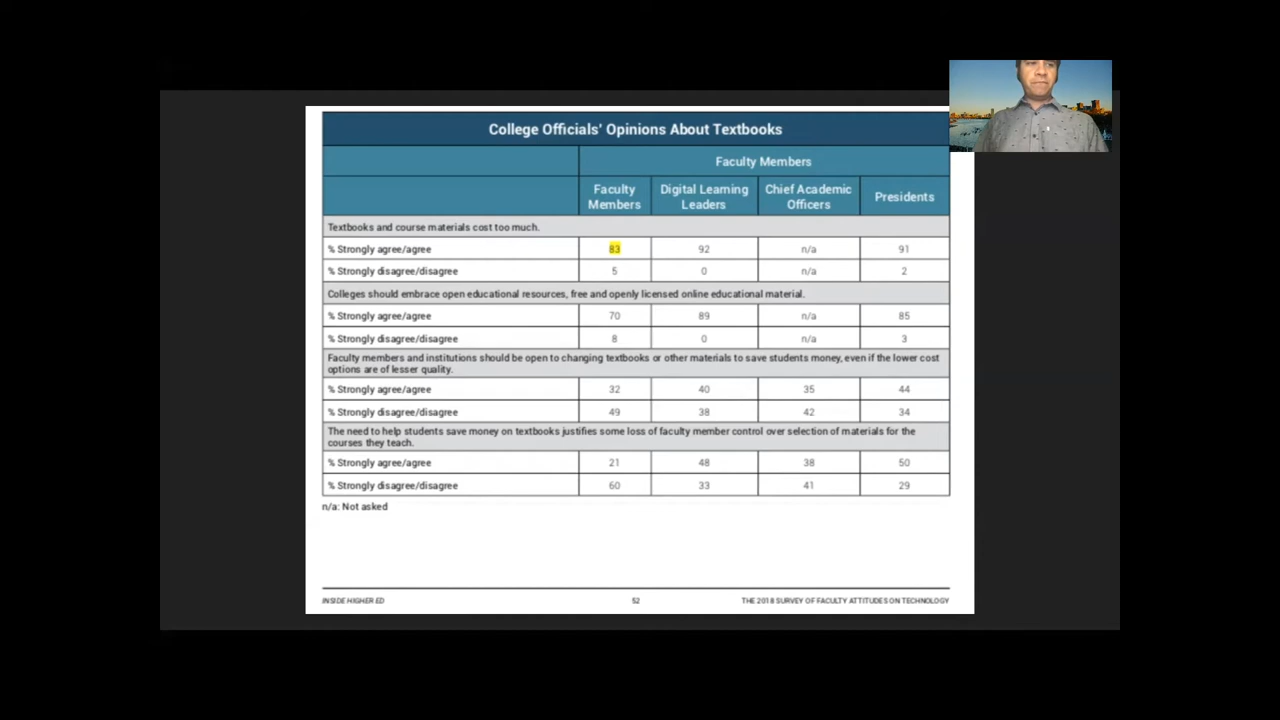 College Officials' Opinions About Textbooks
Faculty Members
Faculty Members Digital Learning Leaders Chief Academic Officers Presidents
Textbooks and course materials cost too much.
% Strongly agree/agree 83 92 n/a 91
% Strongly disagree/disagree 5 0 n/a 2
Colleges should embrace open educational resources, free and openly licensed online educational material.
% Strongly agree/agree 70 89 n/a 85
% Strongly disagree/disagree 8 0 n/a 3
Faculty members and institutions should be open to changing textbooks or other materials to save students money, even if the lower cost
options are of lesser quality.
% Strongly agree/agree 32 40 35 44
% Strongly disagree/disagree 49 38 42 34
The need to help students save money on textbooks justifies some loss of faculty member control over selection of materials for the
courses they teach.
% Strongly agree/agree 21 48 38 50
% Strongly disagree/disagree 60 33 41 29
n/a: Not asked
INSIDE HIGHER ED 52 THE 2018 SURVEY OF FACULTY ATTITUDES ON TECHNOLOGY